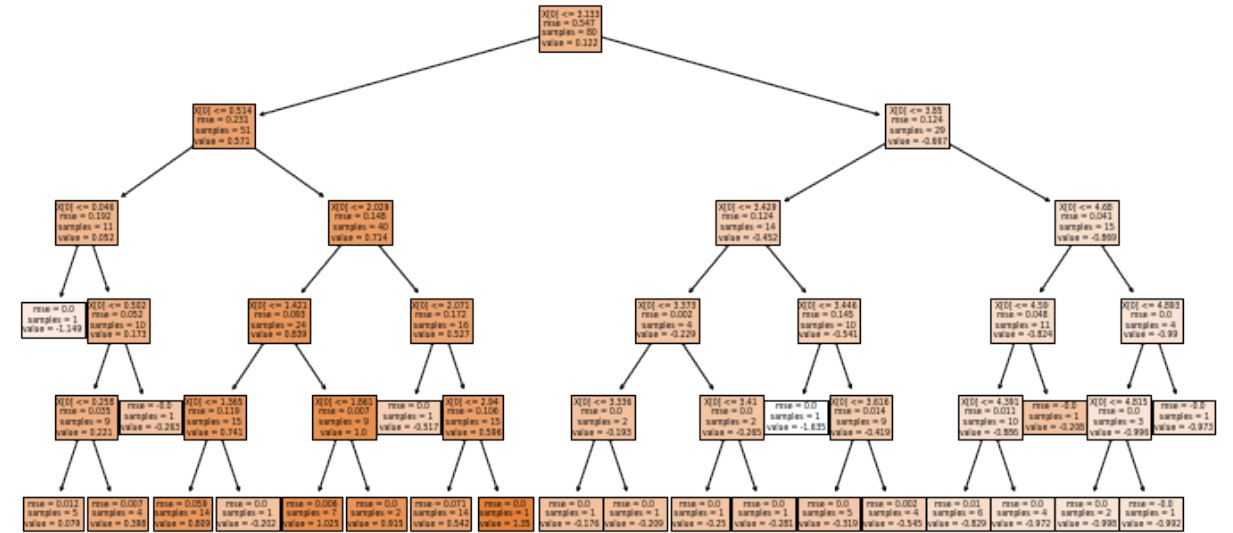 X[0] <= 3.133
mse = 0.547
samples = 80
value = 0.122
X[0] <= 0.514
mse = 0.231
samples = 51
value = 0.571
X[0] <= 3.85
mse = 0.124
samples = 29
value = -0.667
X[0] <= 0.046
mse = 0.192
samples = 11
value = 0.052
X[0] <= 2.029
mse = 0.148
samples = 40
value = 0.714
X[0] <= 3.429
mse = 0.124
samples = 14
value = -0.452
X[0] <= 4.68
mse = 0.041
samples = 15
value = -0.869
mse = 0.0
samples = 1
value = -1.149
X[0] <= 0.502
mse = 0.052
samples = 10
value = 0.173
X[0] <= 1.421
mse = 0.093
samples = 24
value = 0.839
X[0] <= 2.071
mse = 0.172
samples = 16
value = 0.527
X[0] <= 3.373
mse = 0.002
samples = 4
value = -0.229
X[0] <= 3.446
mse = 0.145
samples = 10
value = -0.541
X[0] <= 4.59
mse = 0.048
samples = 11
value = -0.824
X[0] <= 4.893
mse = 0.0
samples = 4
value = -0.99
X[0] <= 0.258
mse = 0.035
samples = 9
value = 0.221
mse = -0.0
samples = 1
value = -0.263
X[0] <= 1.365
mse = 0.119
samples = 15
value = 0.741
X[0] <= 1.861
mse = 0.007
samples = 9
value = 1.0
mse = 0.0
samples = 1
value = -0.517
X[0] <= 2.94
mse = 0.106
samples = 15
value = 0.596
X[0] <= 3.336
mse = 0.0
samples = 2
value = -0.193
X[0] <= 3.41
mse = 0.0
samples = 2
value = -0.265
mse = 0.0
samples = 1
value = -1.635
X[0] <= 3.616
mse = 0.014
samples = 9
value = -0.419
X[0] <= 4.391
mse = 0.011
samples = 10
value = -0.886
mse = -0.0
samples = 1
value = -0.208
X[0] <= 4.815
mse = 0.0
samples = 3
value = -0.996
mse = -0.0
samples = 1
value = -0.973
mse = 0.012
samples = 5
value = 0.079
mse = 0.007
samples = 4
value = 0.398
mse = 0.059
samples = 14
value = 0.809
mse = 0.0
samples = 1
value = -0.202
mse = 0.006
samples = 7
value = 1.025
mse = 0.0
samples = 2
value = 0.915
mse = 0.071
samples = 14
value = 0.542
mse = 0.0
samples = 1
value = 1.35
mse = 0.0
samples = 1
value = -0.176
mse = 0.0
samples = 1
value = -0.209
mse = 0.0
samples = 1
value = -0.25
mse = 0.0
samples = 1
value = -0.281
mse = 0.0
samples = 5
value = -0.319
mse = 0.002
samples = 4
value = -0.545
mse = 0.01
samples = 6
value = -0.829
mse = 0.0
samples = 4
value = -0.972
mse = 0.0
samples = 2
value = -0.998
mse = -0.0
samples = 1
value = -0.992